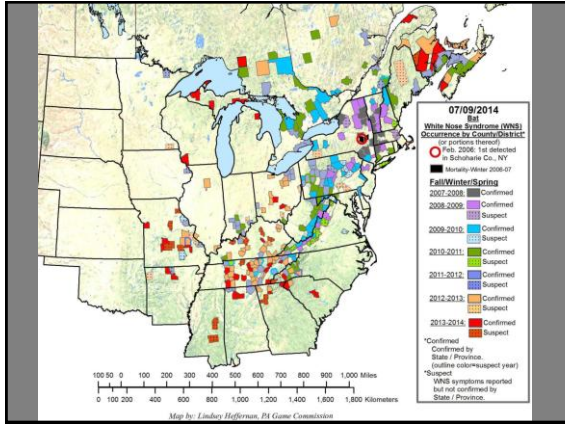 07/09/2014
Bat
White Nose Syndrome (WNS)
Occurrence by County/District*
(or portions thereof)
Feb. 2006: 1st detected
in Schoharie Co., NY
Mortality-Winter 2006-07
Fall/Winter/Spring
2007-2008: Confirmed
2008-2009: Confirmed
Suspect
2009-2010: Confirmed
Suspect
2010-2011: Confirmed
Suspect
2011-2012: Confirmed
Suspect
2012-2013: Confirmed
Suspect
2013-2014: Confirmed
Suspect
*Confirmed
Confirmed by
State / Province.
(outline color=suspect year)
*Suspect
WNS symptoms reported
but not confirmed by
State / Province.
100 50 0 100 200 300 400 500 600 700 800 900 1,000 Miles
0 100 200 400 600 800 1,000 1,200 1,400 1,600 1,800 Kilometers
Map by: Lindsey Heffernan, PA Game Commission